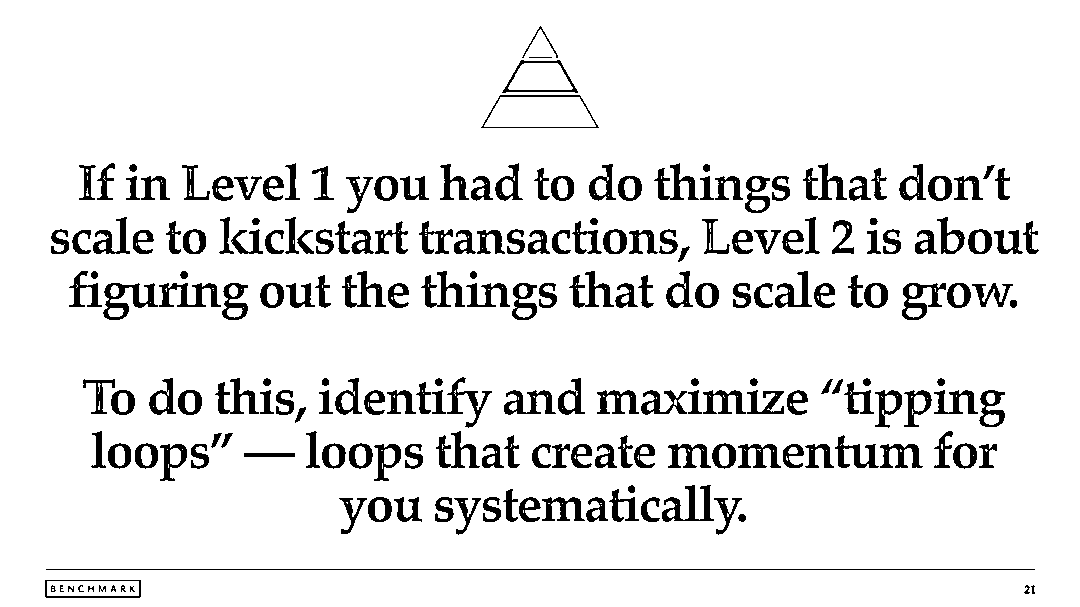 If in Level 1 you had to do things that don’t
scale to kickstart transactions, Level 2 is about
figuring out the things that do scale to grow.
To do this, identify and maximize “tipping
loops” — loops that create momentum for
you systematically.
BENCHMARK
21